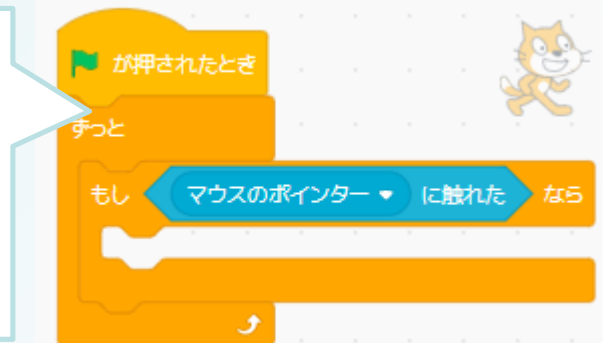 が押されたとき
ずっと
もし マウスのポインター に触れた なら